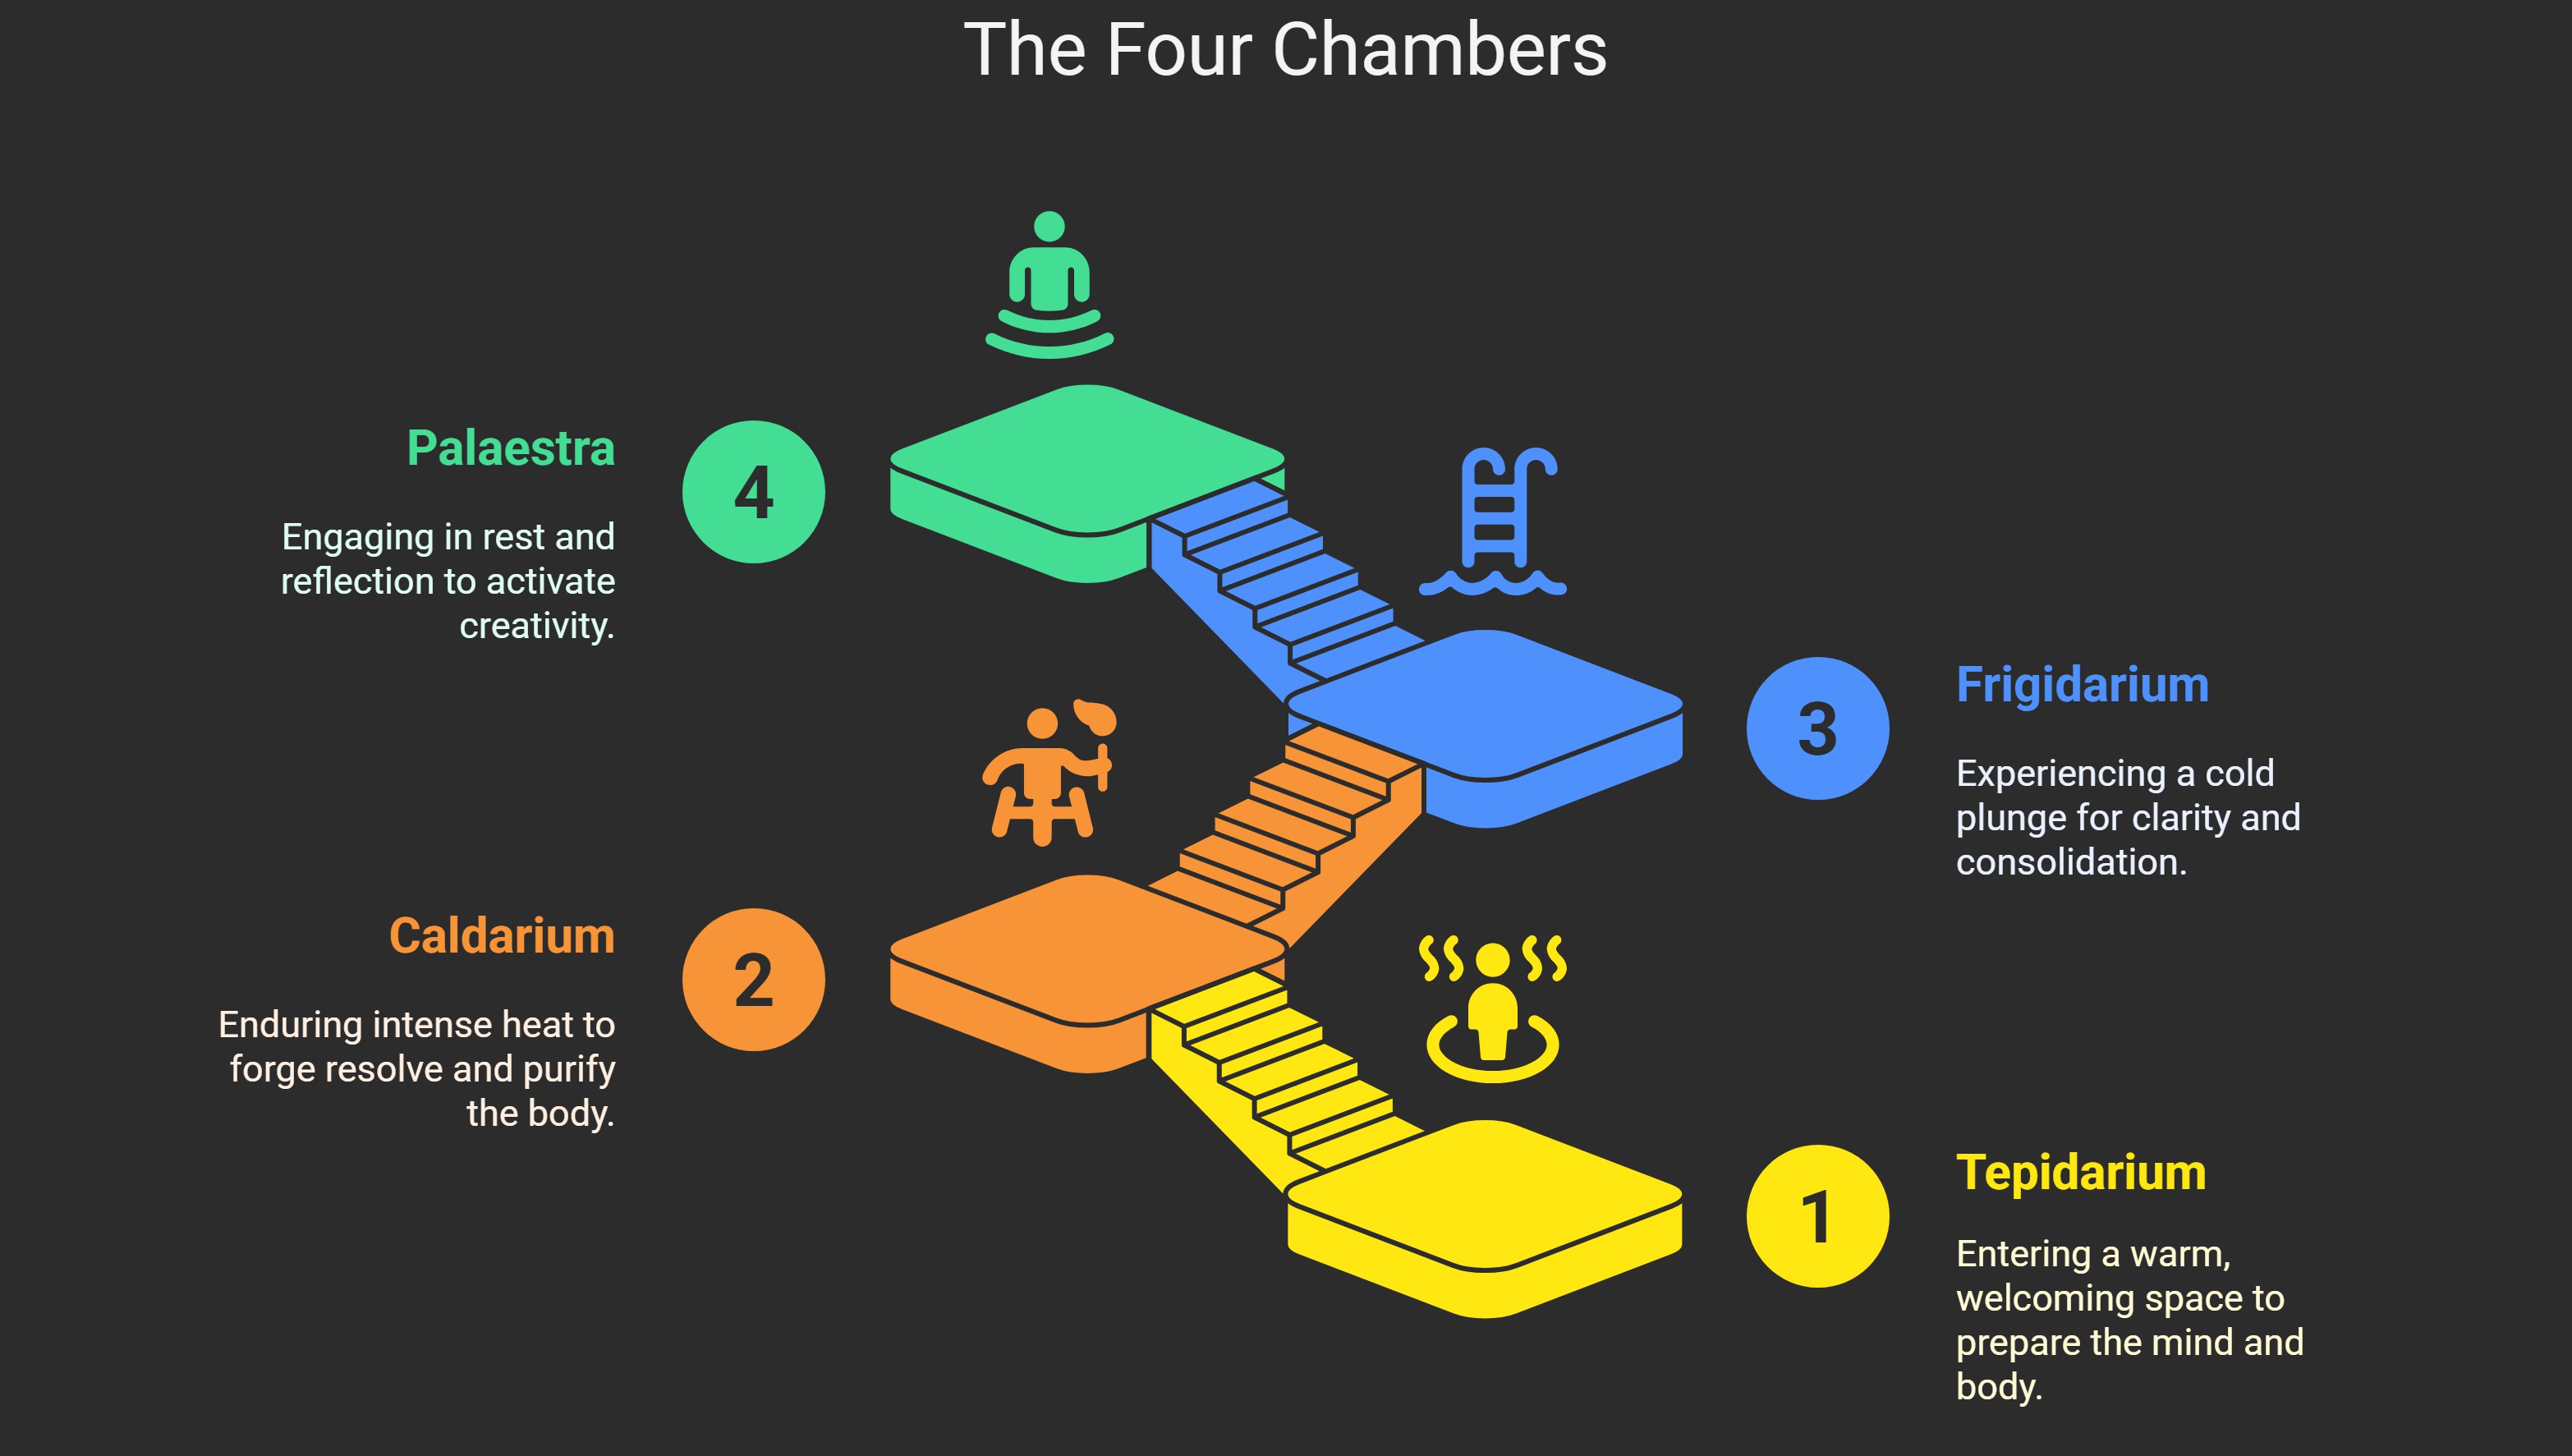 The Four Chambers
Palaestra
4
Engaging in rest and
reflection to activate
creativity.
Frigidarium
3
Experiencing a cold
plunge for clarity and
consolidation.
Caldarium
2
Enduring intense heat to
forge resolve and purify
the body.
Tepidarium
1
Entering a warm,
welcoming space to
prepare the mind and
body.